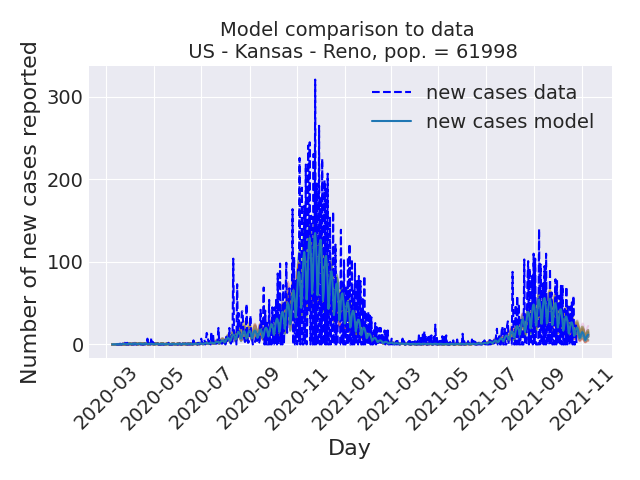 Model comparison to data
US - Kansas - Reno, pop. = 61998
Number of new cases reported
300
200
100
0
new cases data
new cases model
2020-03
2020-05
2020-07
2020-09
2020-11
2021-01
2021-03
2021-05
2021-07
2021-09
2021-11
Day